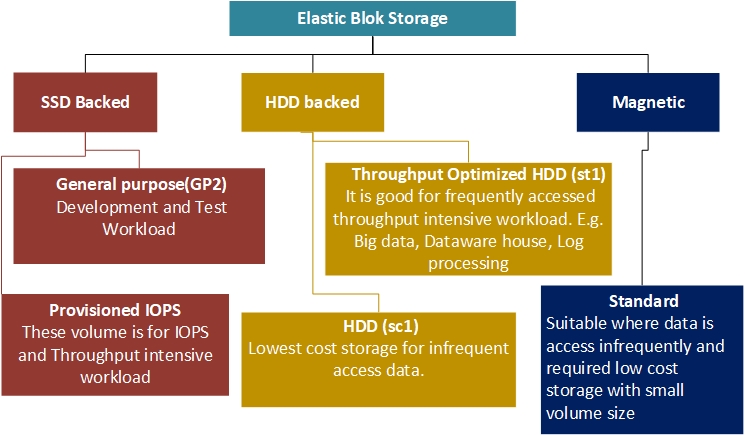 Elastic Blok Storage
SSD Backed
HDD backed
Magnetic
General purpose(GP2)
Development and Test
Workload
Throughput Optimized HDD (st1)
It is good for frequently accessed
throughput intensive workload. E.g.
Big data, Dataware house, Log
processing
Provisioned IOPS
These volume is for IOPS
and Throughput intensive
workload
HDD (sc1)
Lowest cost storage for infrequent
access data.
Standard
Suitable where data is
access infrequently and
required low cost
storage with small
volume size